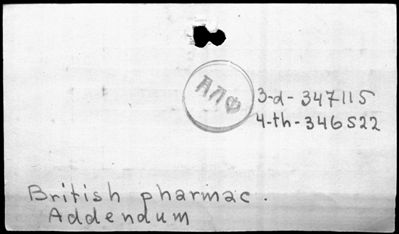 АЛФ
3-d-347115
4-th-346522
British pharmac.
Addendum